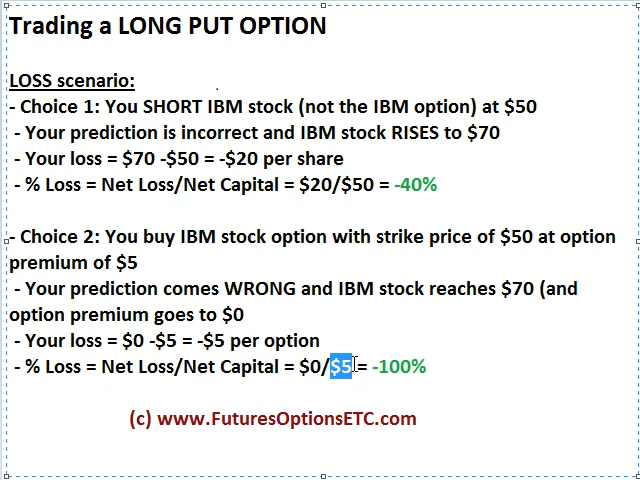 Trading a LONG PUT OPTION
LOSS scenario:
- Choice 1: You SHORT IBM stock (not the IBM option) at $50
- Your prediction is incorrect and IBM stock RISES to $70
- Your loss = $70 -$50 = -$20 per share
- % Loss = Net Loss/Net Capital = $20/$50 = -40%
- Choice 2: You buy IBM stock option with strike price of $50 at option
premium of $5
- Your prediction comes WRONG and IBM stock reaches $70 (and
option premium goes to $0
- Your loss = $0 -$5 = -$5 per option
- % Loss = Net Loss/Net Capital = $0/$5 = -100%
(c) www.FuturesOptionsETC.com